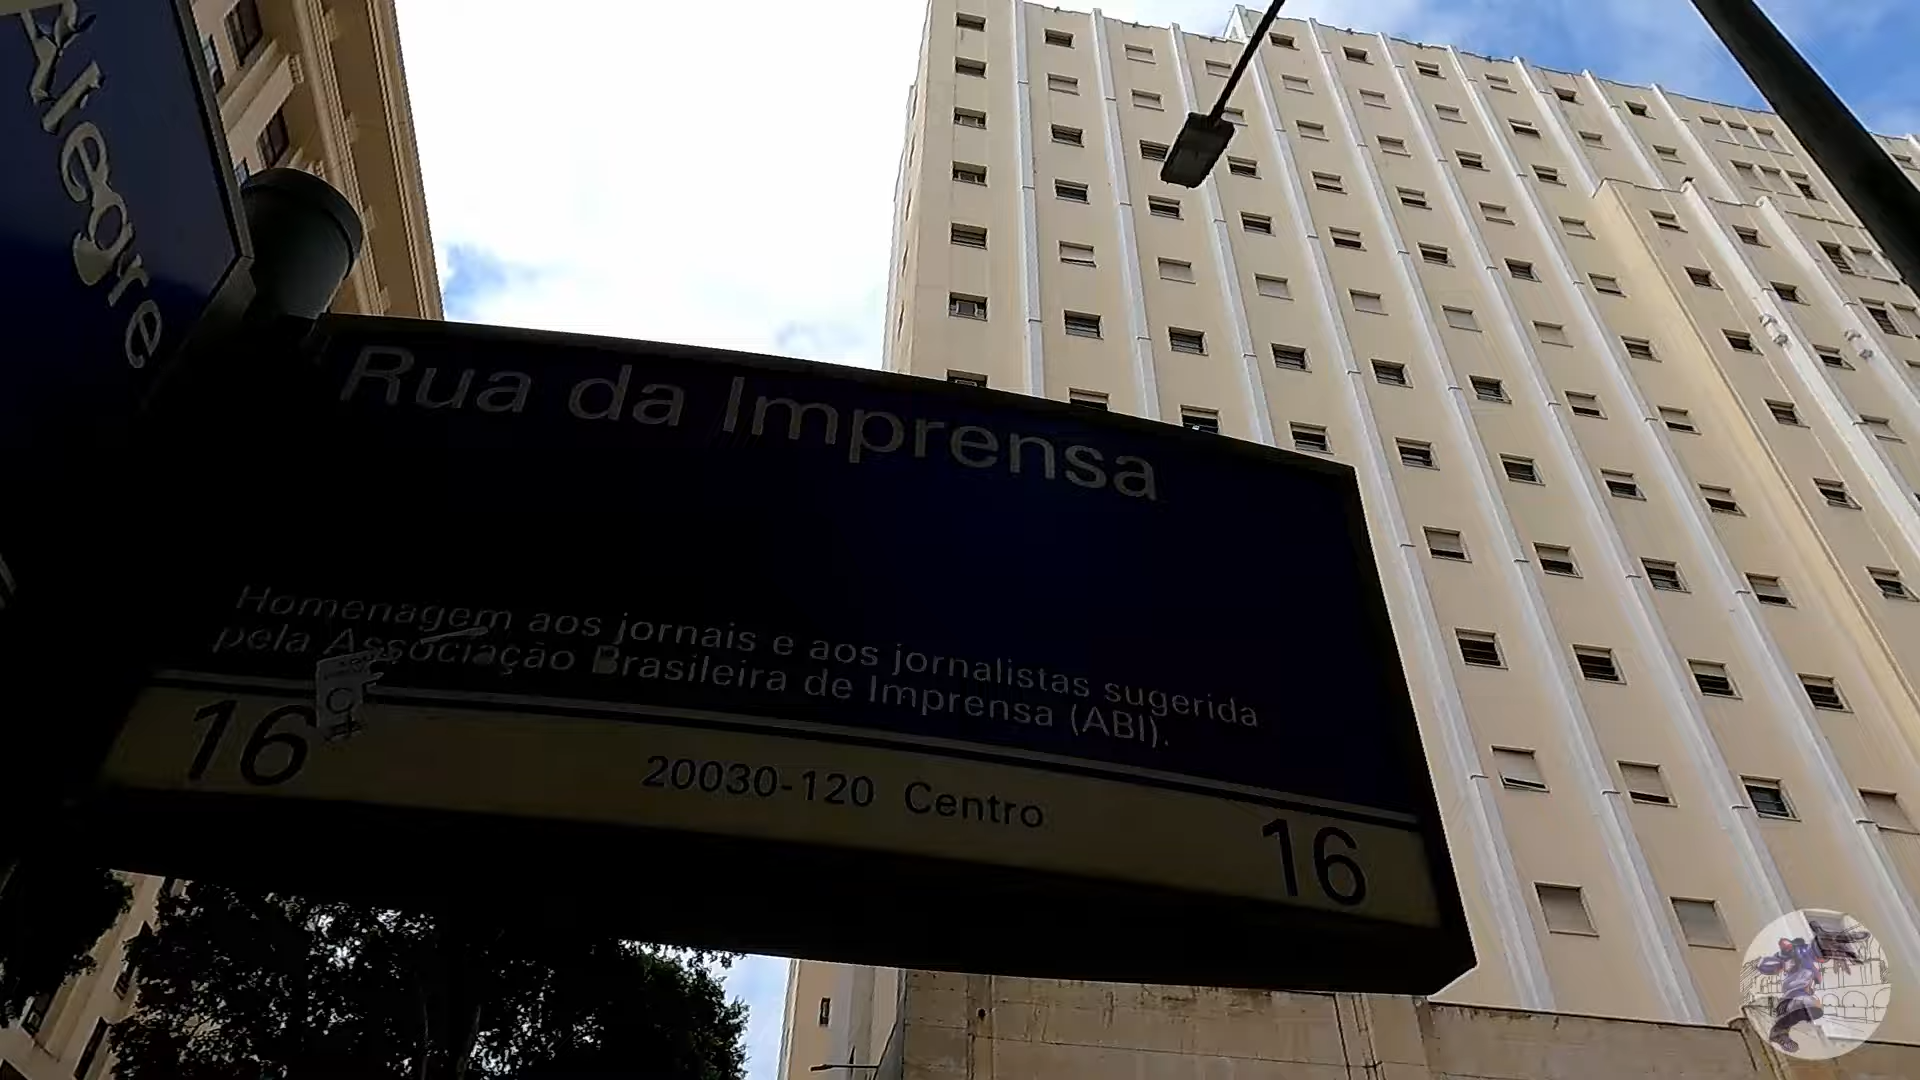 Alegre
Rua da Imprensa
Homenagem aos jornais e aos jornalistas sugerida
pela Associação Brasileira de Imprensa (ABI).
16
20030-120 Centro
16